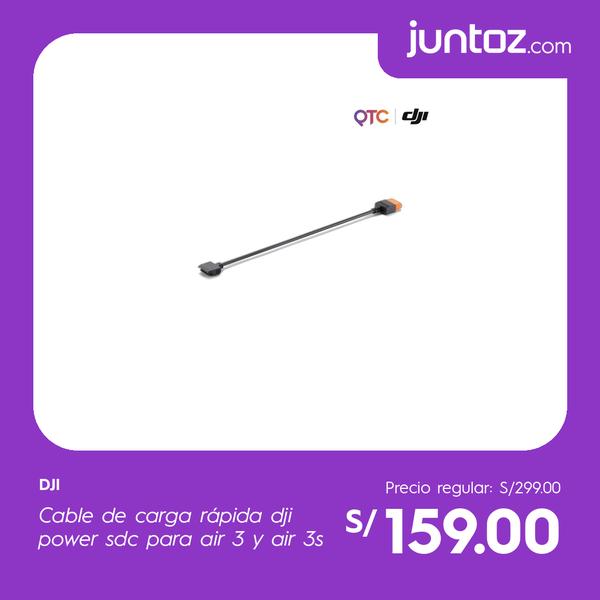 juntoz.com
QTC | dji
DJI
Cable de carga rápida dji
power sdc para air 3 y air 3s
Precio regular: S/299.00
S/159.00